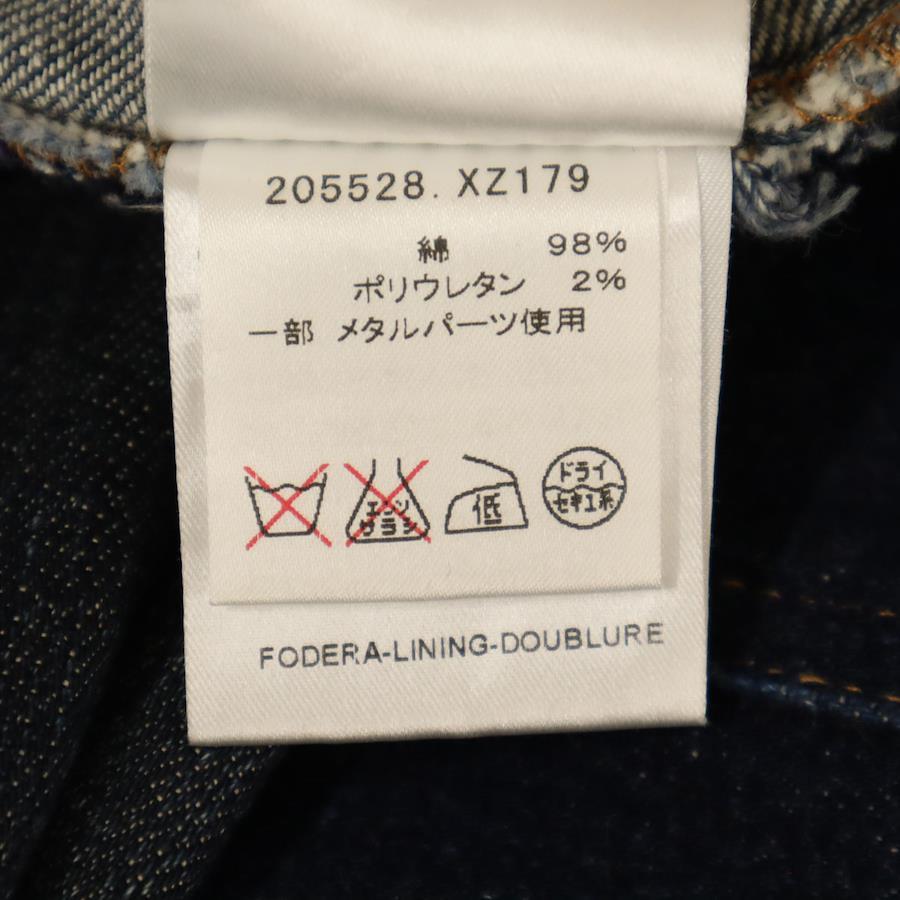 205528. XZ179
綿 98%
ポリウレタン 2%
一部 メタルパーツ使用
エンソ
サラシ
低
ドライ
セキユ系
FODERA-LINING-DOUBLURE